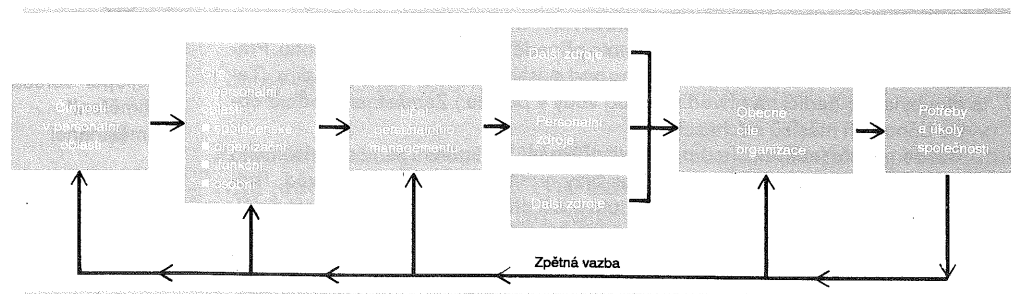 Činnosti
v personální
oblasti
Cíle
v personální
oblasti
společenské
organizační
funkční
osobní
personálního
managementu
Další zdroje
Personální
zdroje
Další zdroje
Obecné
cíle
organizace
Potřeby
a úkoly
společnosti
Zpětná vazba